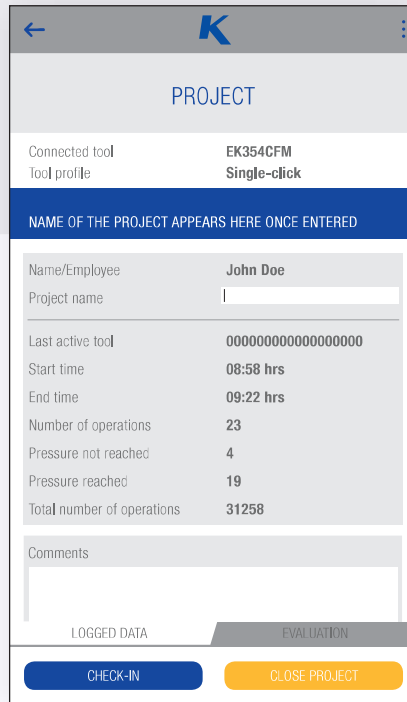 K
PROJECT
Connected tool EK354CFM
Tool profile Single-click
NAME OF THE PROJECT APPEARS HERE ONCE ENTERED
Name/Employee John Doe
Project name
Last active tool 000000000000000000
Start time 08:58 hrs
End time 09:22 hrs
Number of operations 23
Pressure not reached 4
Pressure reached 19
Total number of operations 31258
Comments
LOGGED DATA EVALUATION
CHECK-IN CLOSE PROJECT